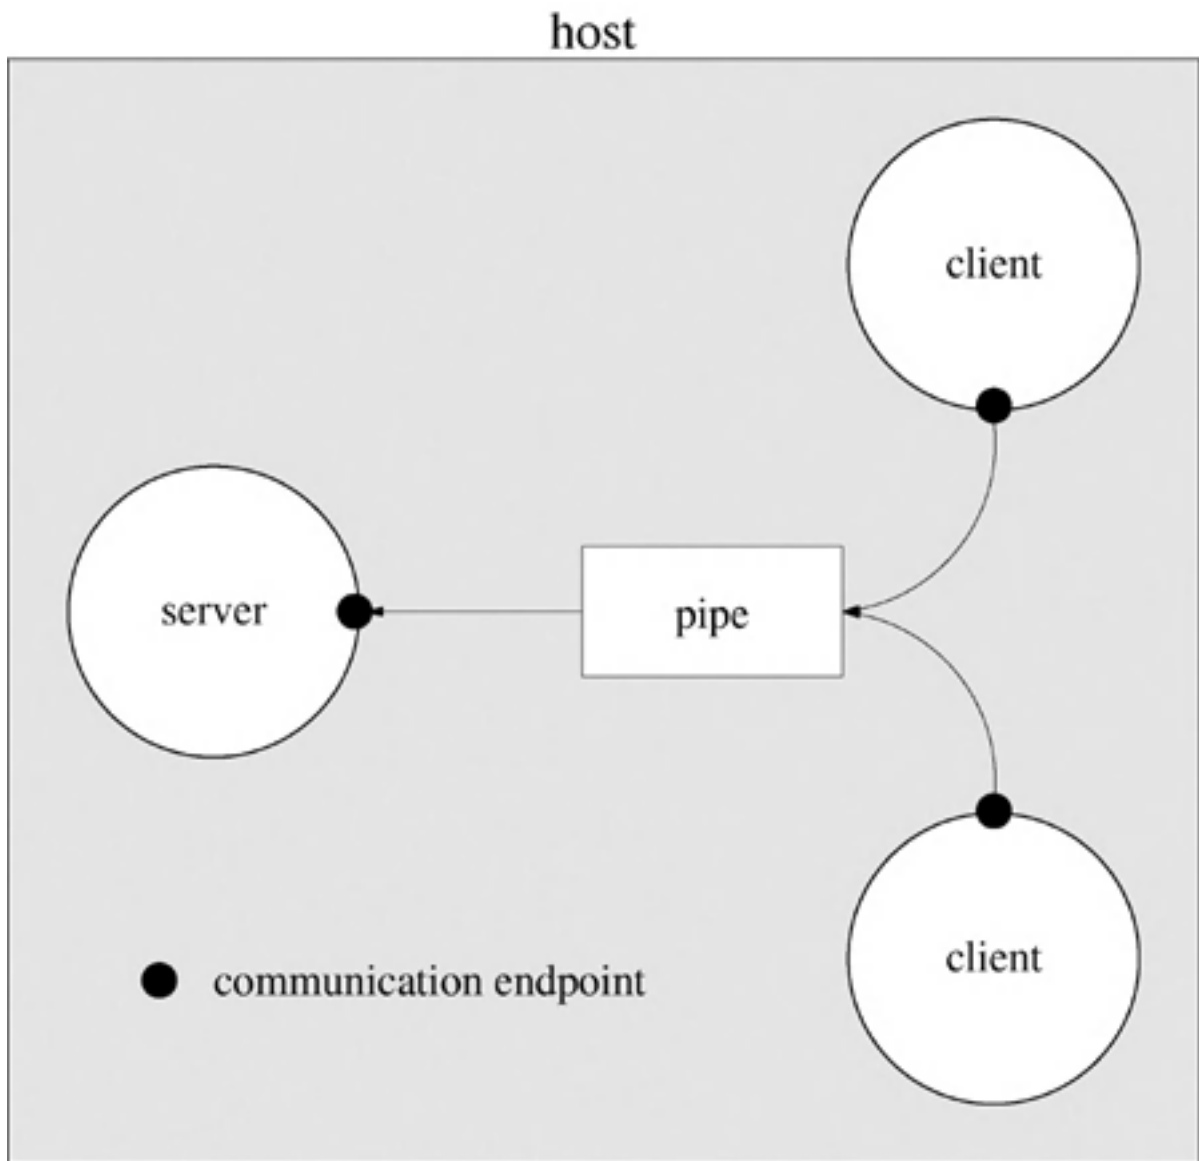 host
client
server
pipe
client
communication endpoint